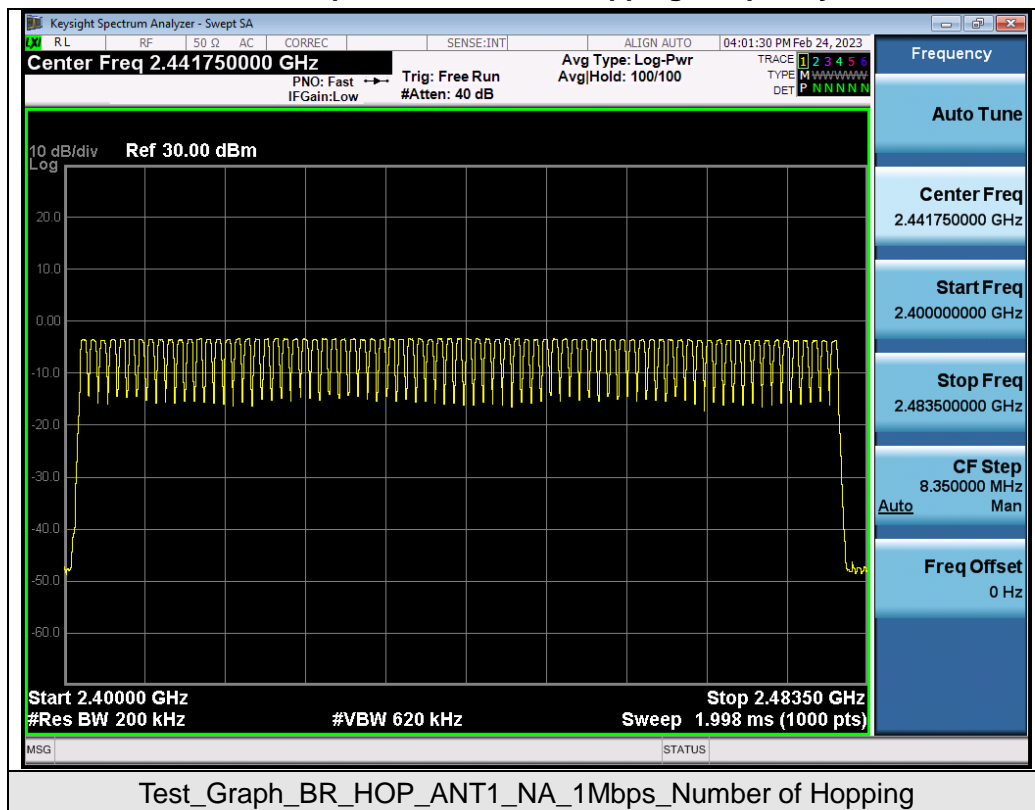 Keysight Spectrum Analyzer - Swept SA
LXI RL RF 50 Ω AC CORREC SENSE:INT ALIGN AUTO 04:01:30 PM Feb 24, 2023
Center Freq 2.441750000 GHz
PNO: Fast
IFGain:Low
Trig: Free Run
#Atten: 40 dB
Avg Type: Log-Pwr
Avg|Hold: 100/100
TRACE 1 2 3 4 5 6
TYPE M WWWWW
DET P N N N N N
10 dB/div Ref 30.00 dBm
Log
20.0
10.0
0.00
-10.0
-20.0
-30.0
-40.0
-50.0
-60.0
Start 2.40000 GHz Stop 2.48350 GHz
#Res BW 200 kHz #VBW 620 kHz Sweep 1.998 ms (1000 pts)
MSG STATUS
Frequency
Auto Tune
Center Freq
2.441750000 GHz
Start Freq
2.400000000 GHz
Stop Freq
2.483500000 GHz
CF Step
8.350000 MHz
Auto Man
Freq Offset
0 Hz
Test_Graph_BR_HOP_ANT1_NA_1Mbps_Number of Hopping